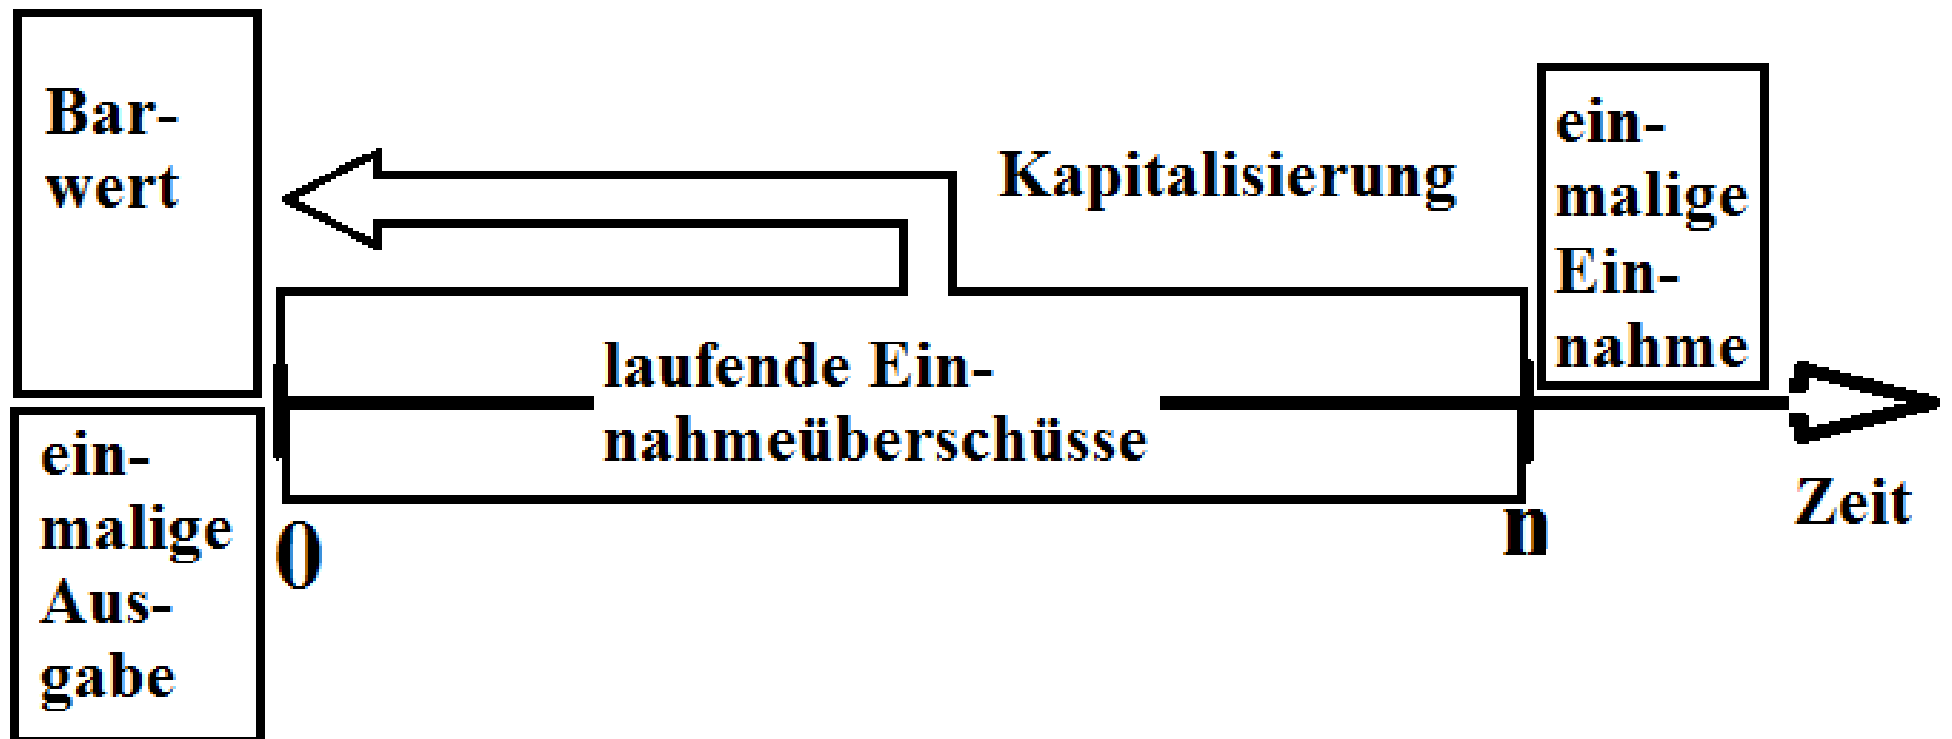 Bar-
wert
Kapitalisierung
ein-
malige
Ein-
nahme
laufende Ein-
nahmeüberschüsse
ein-
malige
Aus-
gabe
0
n
Zeit